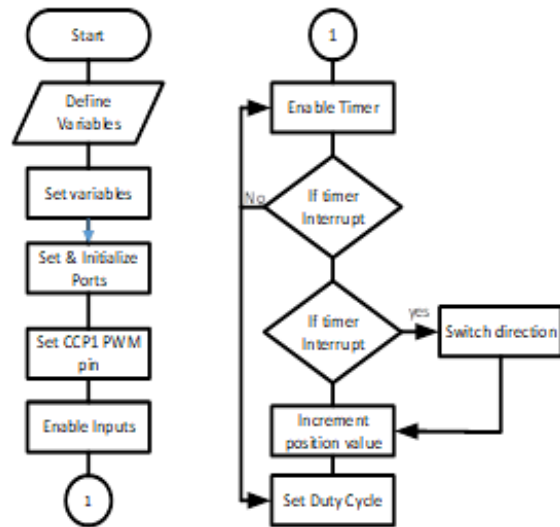 Start
Define
Variables
Set variables
Set & Initialize
Ports
Set CCP1 PWM
pin
Enable Inputs
1
1
Enable Timer
No
If timer
Interrupt
If timer
Interrupt
yes
Switch direction
Increment
position value
Set Duty Cycle